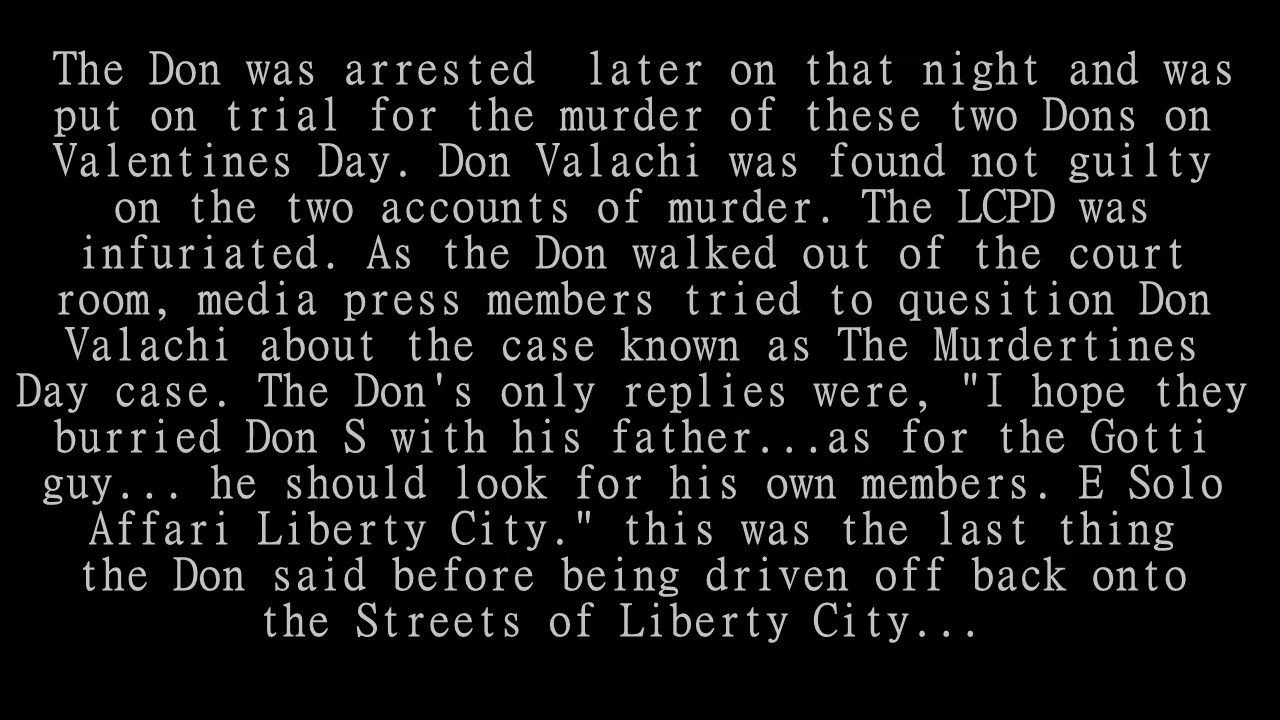 The Don was arrested  later on that night and was
put on trial for the murder of these two Dons on
Valentines Day. Don Valachi was found not guilty
on the two accounts of murder. The LCPD was
infuriated. As the Don walked out of the court
room, media press members tried to quesition Don
Valachi about the case known as The Murdertines
Day case. The Don's only replies were, "I hope they
burried Don S with his father...as for the Gotti
guy... he should look for his own members. E Solo
Affari Liberty City." this was the last thing
the Don said before being driven off back onto
the Streets of Liberty City...